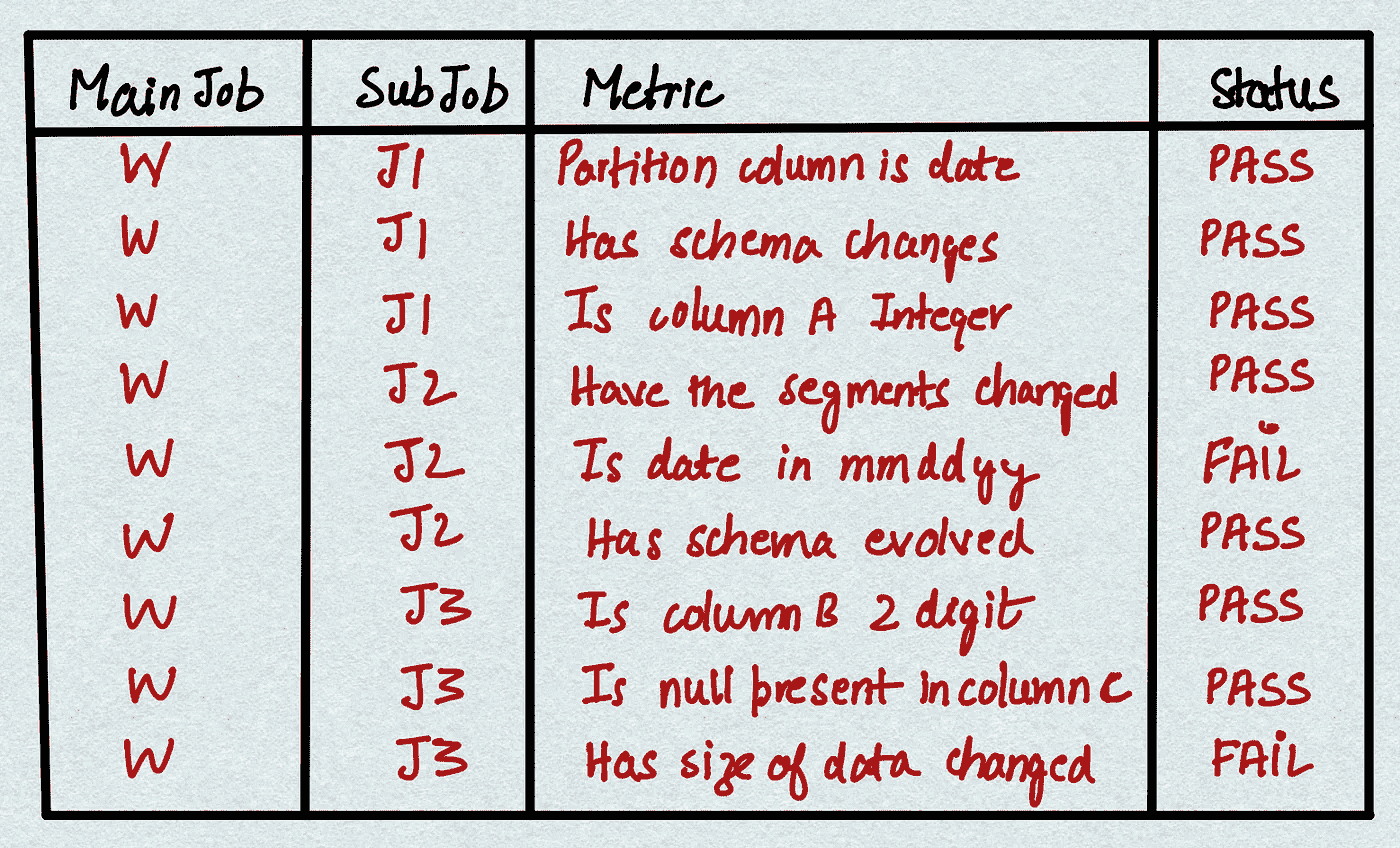 Main Job Sub Job Metric Status
W J1 Partition column is date PASS
W J1 Has schema changes PASS
W J1 Is column A Integer PASS
W J2 Have the segments changed PASS
W J2 Is date in mmddyy FAIL
W J2 Has schema evolved PASS
W J3 Is column B 2 digit PASS
W J3 Is null present in column C PASS
W J3 Has size of data changed FAIL